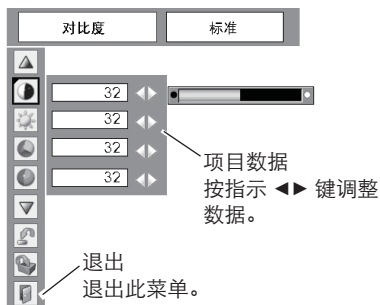 对比度 标准
32
32
32
32
项目数据
按指示 ◀▶ 键调整
数据。
退出
退出此菜单。